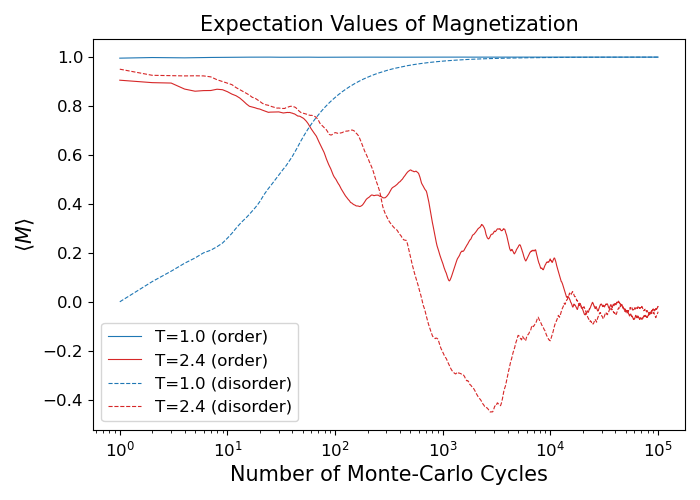 Expectation Values of Magnetization
⟨M⟩
1.0
0.8
0.6
0.4
0.2
0.0
−0.2
−0.4
T=1.0 (order)
T=2.4 (order)
T=1.0 (disorder)
T=2.4 (disorder)
10⁰ 10¹ 10² 10³ 10⁴ 10⁵
Number of Monte-Carlo Cycles